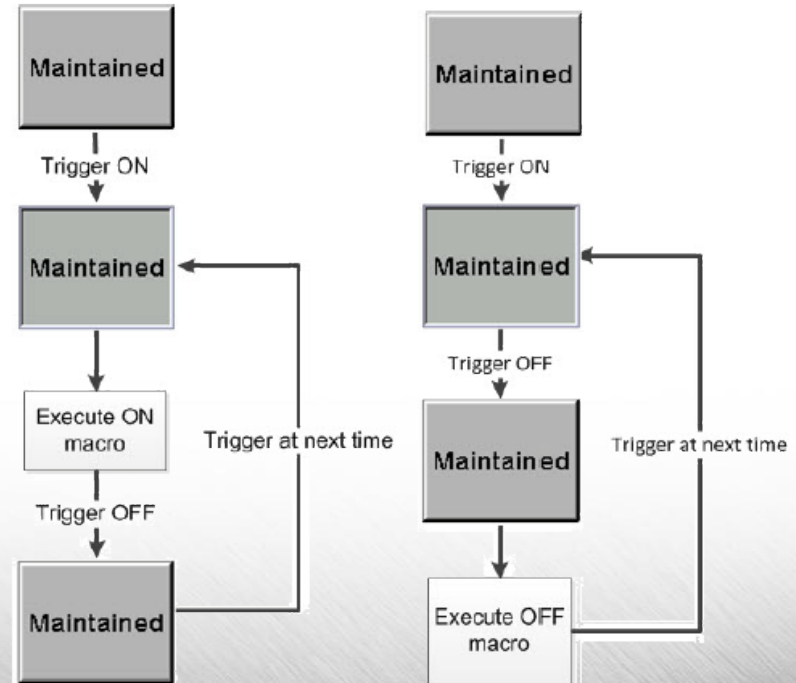 Maintained
Trigger ON
Maintained
Execute ON
macro
Trigger at next time
Trigger OFF
Maintained
Maintained
Trigger ON
Maintained
Trigger OFF
Maintained
Trigger at next time
Execute OFF
macro